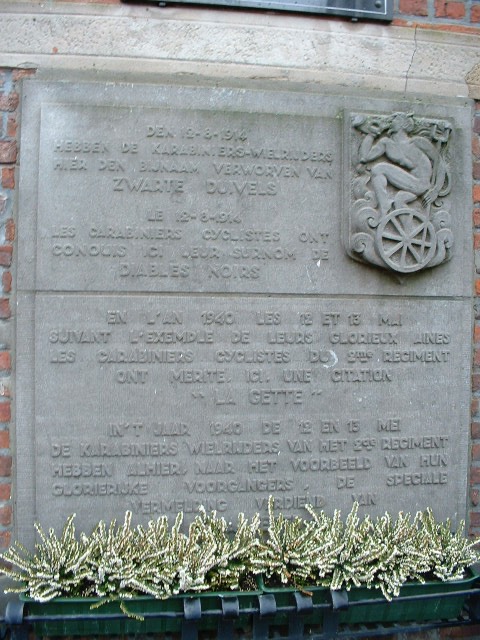 DEN 12-8-1914
HEBBEN DE KARABINIERS-WIELRIJDERS
HIER DEN BIJNAAM VERWORVEN VAN
ZWARTE DUIVELS
LE 12-8-1914
LES CARABINIERS CYCLISTES ONT
CONQUIS ICI LEUR SURNOM DE
DIABLES NOIRS
EN L'AN 1940 LES 12 ET 13 MAI
SUIVANT L'EXEMPLE DE LEURS GLORIEUX AINES
LES CARABINIERS CYCLISTES DU 2ME REGIMENT
ONT MERITE ICI UNE CITATION
"LA GETTE"
IN'T JAAR 1940 DE 12 EN 13 MEI
DE KARABINIERS WIELRIJDERS VAN HET 2DE REGIMENT
HEBBEN ALHIER, NAAR HET VOORBEELD VAN HUN
GLORIERIJKE VOORGANGERS, DE SPECIALE
VERMELDING VERDIEND VAN